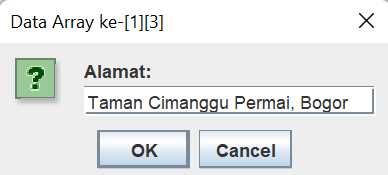 Data Array ke-[1][3]
Alamat:
Taman Cimanggu Permai, Bogor
OK Cancel